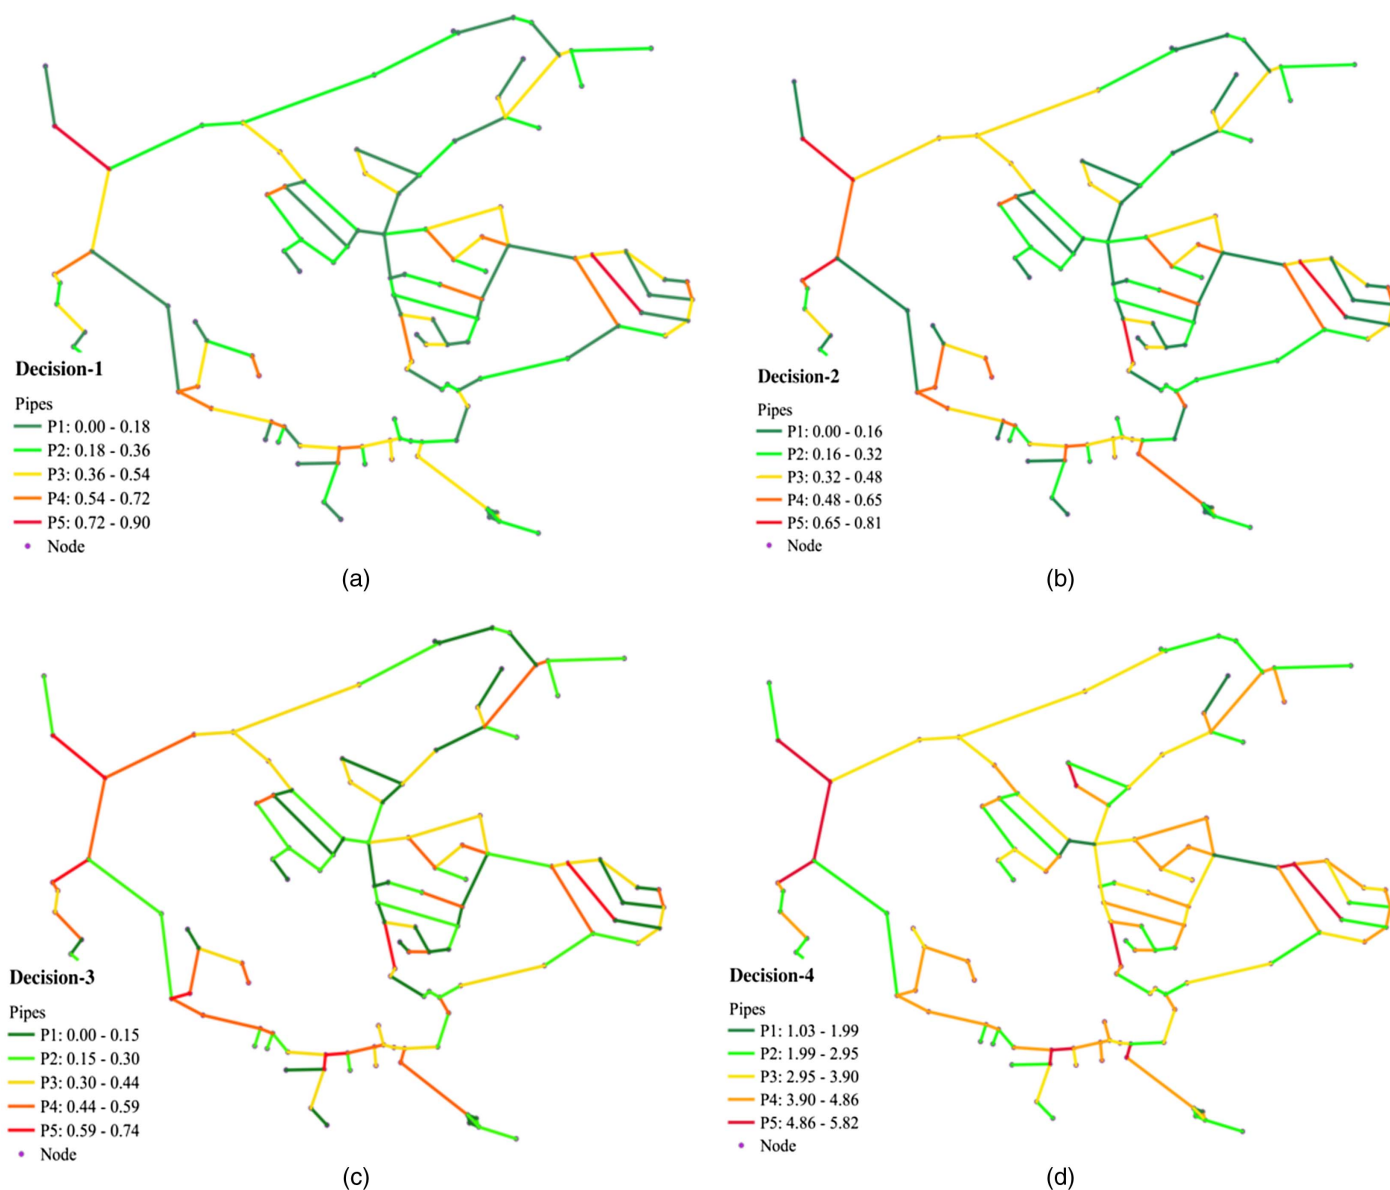 Decision-1
Pipes
P1: 0.00 - 0.18
P2: 0.18 - 0.36
P3: 0.36 - 0.54
P4: 0.54 - 0.72
P5: 0.72 - 0.90
Node
(a)
Decision-2
Pipes
P1: 0.00 - 0.16
P2: 0.16 - 0.32
P3: 0.32 - 0.48
P4: 0.48 - 0.65
P5: 0.65 - 0.81
Node
(b)
Decision-3
Pipes
P1: 0.00 - 0.15
P2: 0.15 - 0.30
P3: 0.30 - 0.44
P4: 0.44 - 0.59
P5: 0.59 - 0.74
Node
(c)
Decision-4
Pipes
P1: 1.03 - 1.99
P2: 1.99 - 2.95
P3: 2.95 - 3.90
P4: 3.90 - 4.86
P5: 4.86 - 5.82
Node
(d)